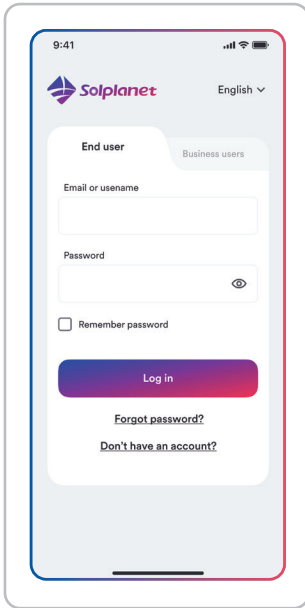 9:41
Solplanet
English
End user
Business users
Email or usename
Password
Remember password
Log in
Forgot password?
Don't have an account?